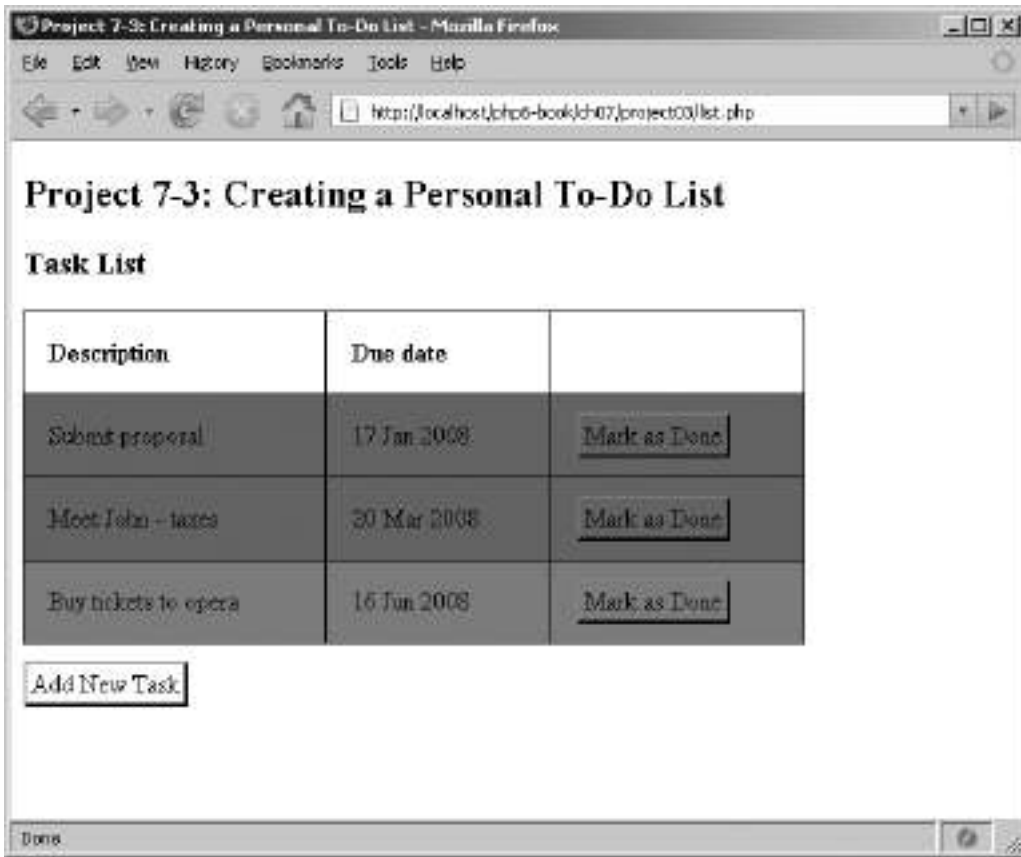 Project 7-3: Creating a Personal To-Do List - Mozilla Firefox
File Edit View History Bookmarks Tools Help
http://localhost/php6-book/ch07/project03/list.php
Project 7-3: Creating a Personal To-Do List
Task List
Description Due date
Submit proposal 17 Jan 2008 Mark as Done
Meet John - taxes 20 Mar 2008 Mark as Done
Buy tickets to opera 16 Jun 2008 Mark as Done
Add New Task
Done